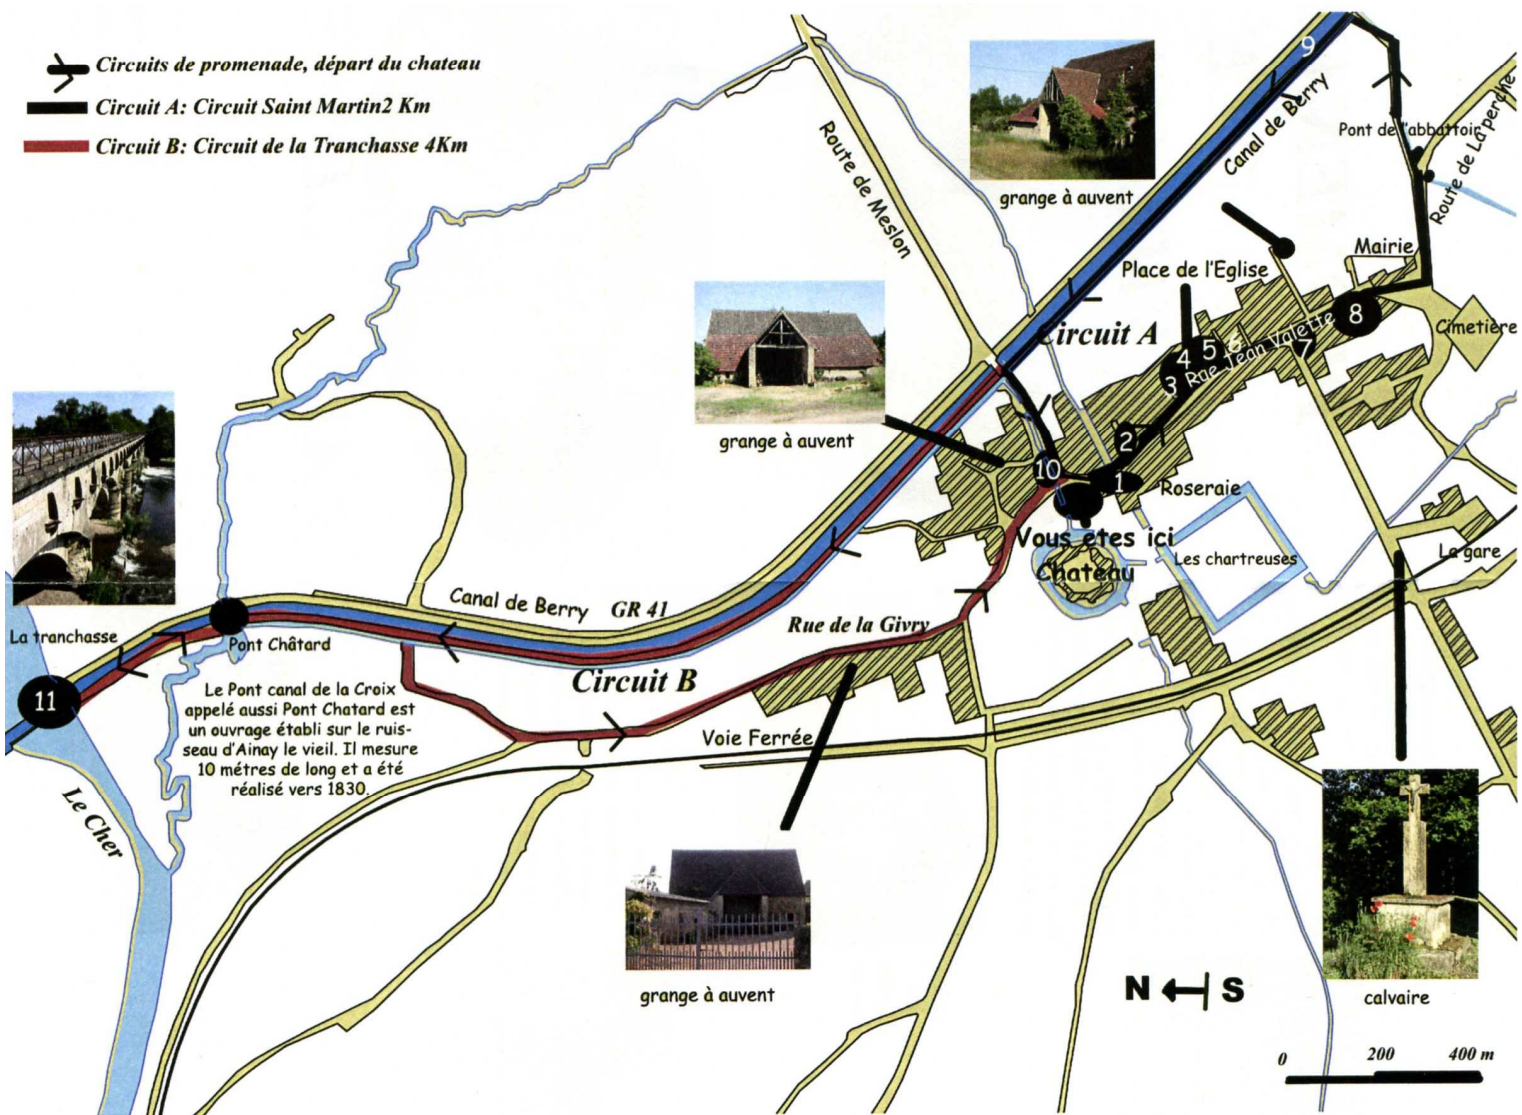 Circuits de promenade, départ du chateau
Circuit A: Circuit Saint Martin2 Km
Circuit B: Circuit de la Tranchasse 4Km
9
grange à auvent
Canal de Berry
Pont de l'abbattoir
Route de La perche
Route de Meslon
Mairie
Place de l'Eglise
Circuit A
8
Cimetière
7
6
5
4
3
Rue Jean Valette
grange à auvent
2
10
1
Roseraie
Vous etes ici
Chateau
Les chartreuses
La gare
Canal de Berry
GR 41
Rue de la Givry
La tranchasse
Pont Châtard
Circuit B
11
Le Pont canal de la Croix
appelé aussi Pont Chatard est
un ouvrage établi sur le ruis-
seau d'Ainay le vieil. Il mesure
10 métres de long et a été
réalisé vers 1830.
Voie Ferrée
Le Cher
grange à auvent
calvaire
N S
0 200 400 m